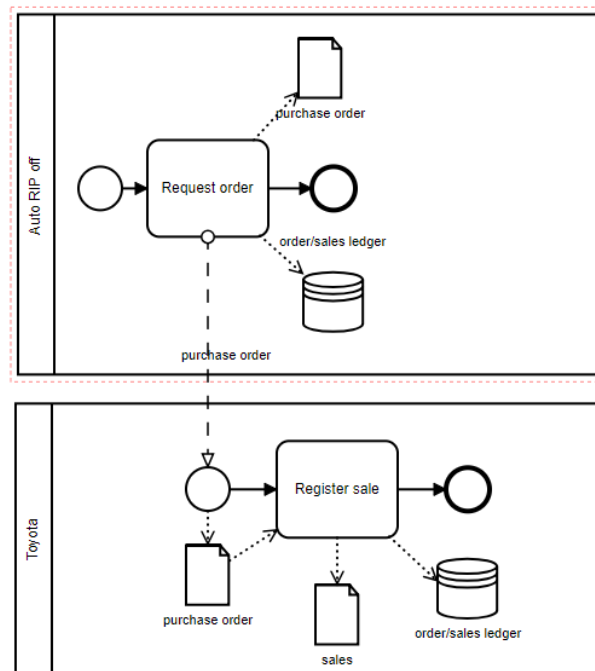 Auto RIP off
purchase order
Request order
order/sales ledger
purchase order
Toyota
Register sale
purchase order
order/sales ledger
sales